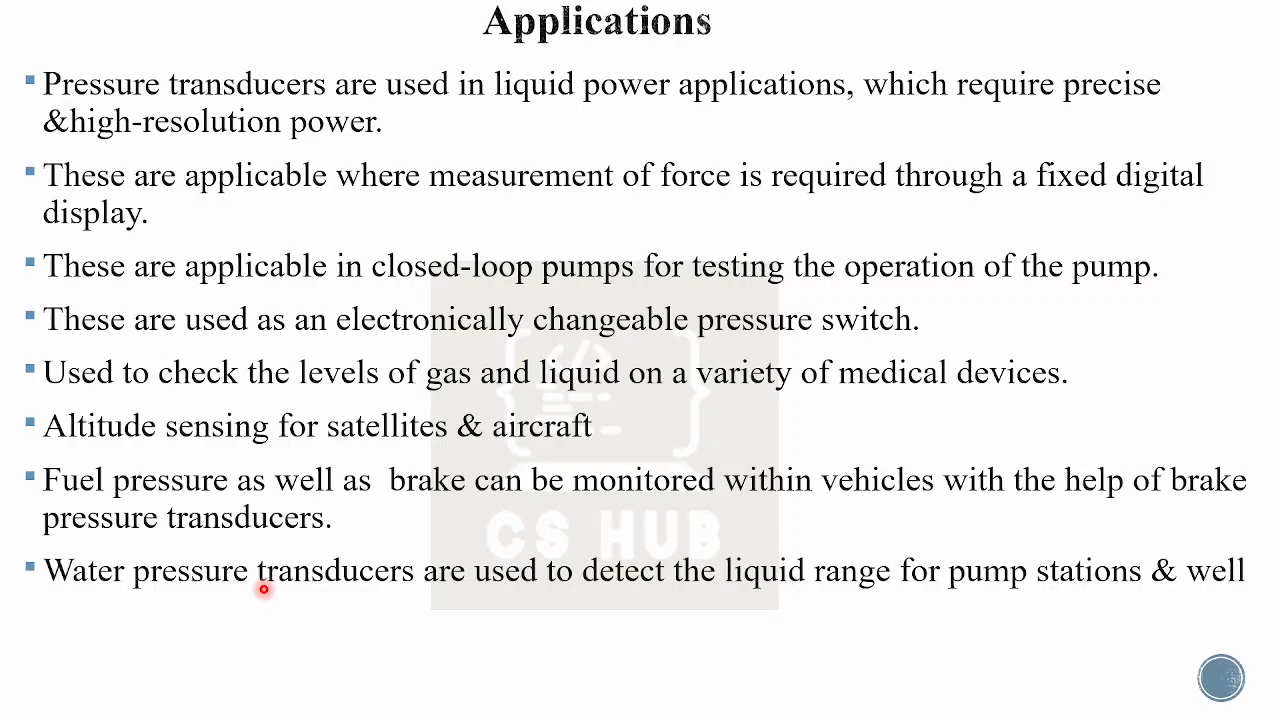 Applications
Pressure transducers are used in liquid power applications, which require precise
&high-resolution power.
These are applicable where measurement of force is required through a fixed digital
display.
These are applicable in closed-loop pumps for testing the operation of the pump.
These are used as an electronically changeable pressure switch.
Used to check the levels of gas and liquid on a variety of medical devices.
Altitude sensing for satellites & aircraft
Fuel pressure as well as  brake can be monitored within vehicles with the help of brake
pressure transducers.
CS HUB
Water pressure transducers are used to detect the liquid range for pump stations & well